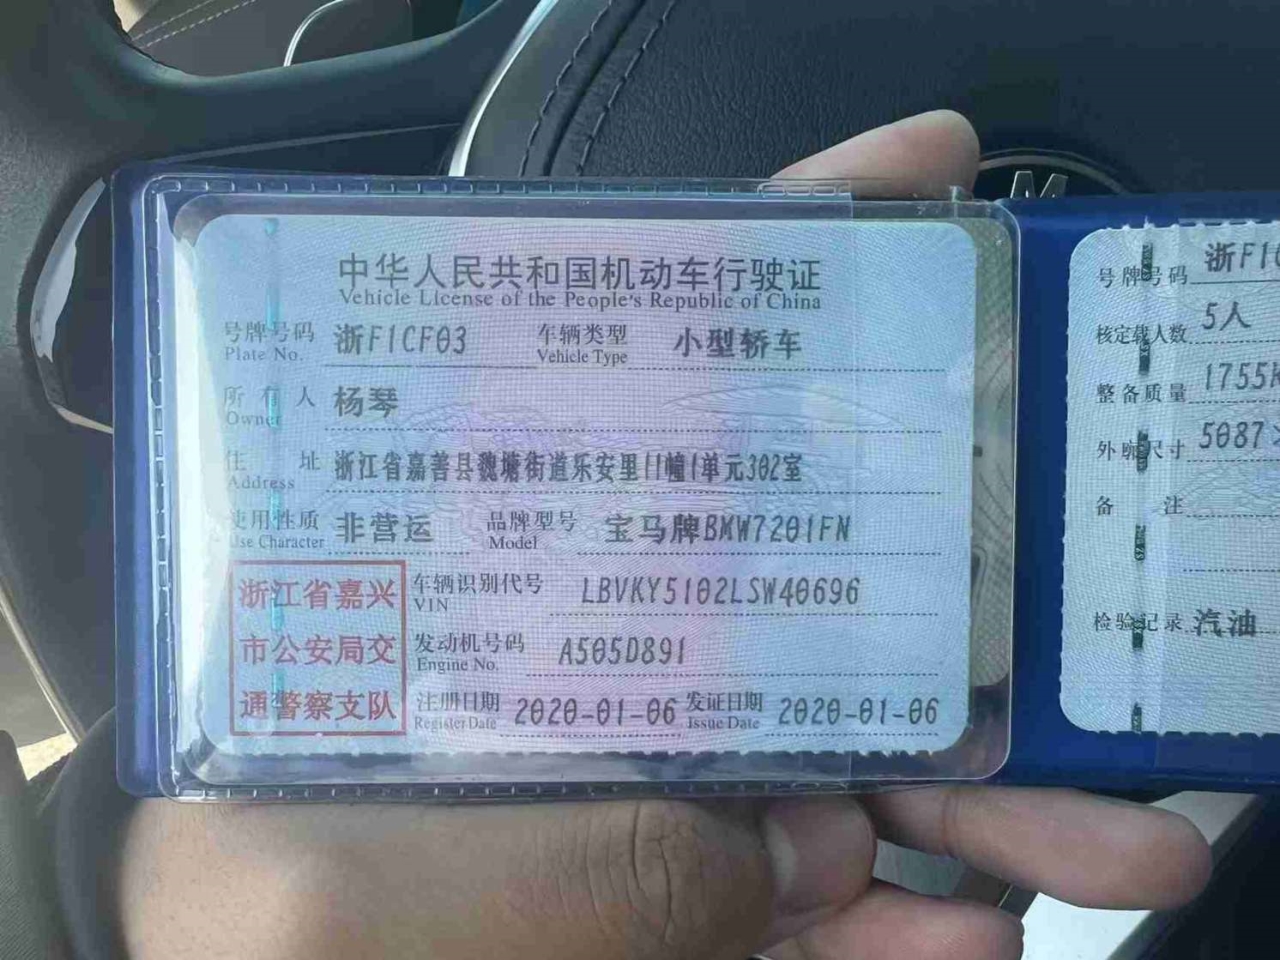 中华人民共和国机动车行驶证
Vehicle License of the People's Republic of China
号牌号码 浙F1CF03 车辆类型 小型轿车
Plate No. Vehicle Type
所有人 杨琴
Owner
住址 浙江省嘉善县魏塘街道乐安里11幢1单元302室
Address
使用性质 非营运 品牌型号 宝马牌BMW7201FN
Use Character Model
浙江省嘉兴
市公安局交
通警察支队
车辆识别代号 LBVKY5102LSW40696
VIN
发动机号码 A505D891
Engine No.
注册日期 2020-01-06 发证日期 2020-01-06
Register Date Issue Date
号牌号码 浙F1C
核定载人数 5人
整备质量 1755K
外廓尺寸 5087×
备注
检验记录 汽油